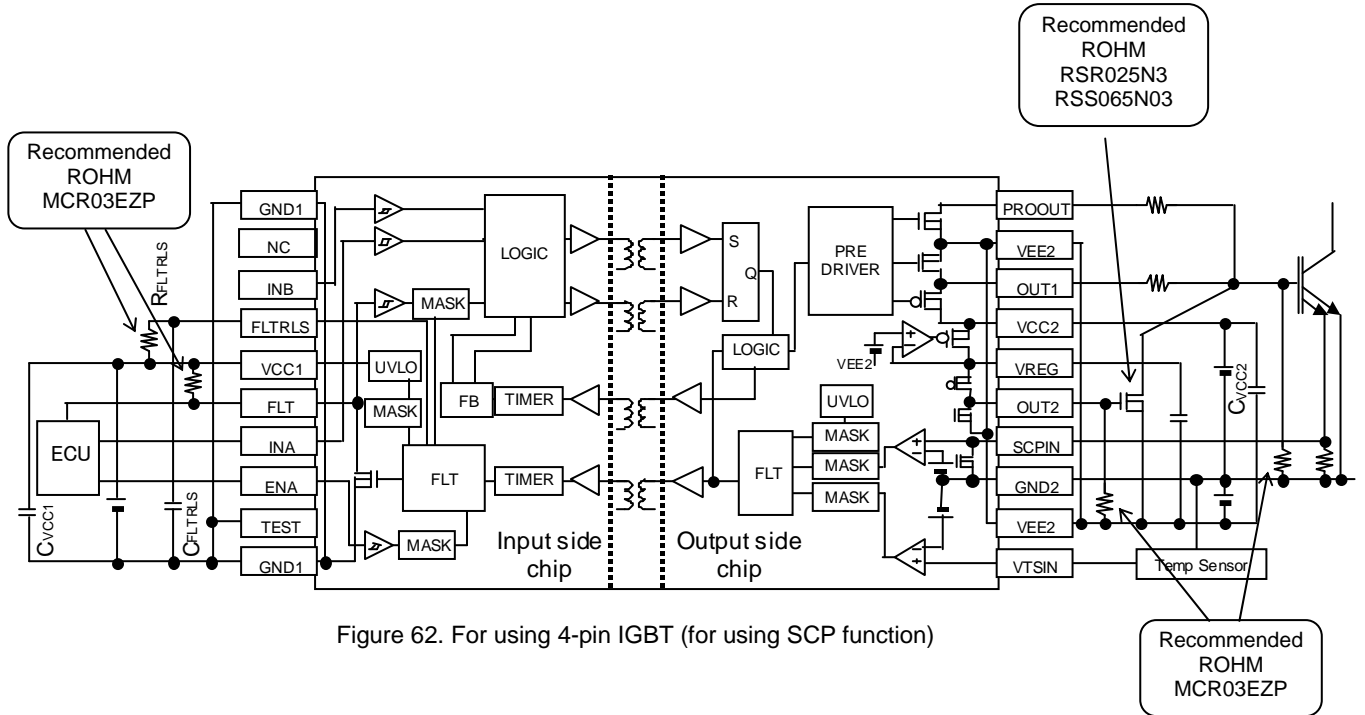 Recommended
ROHM
RSR025N3
RSS065N03
Recommended
ROHM
MCR03EZP
GND1
NC
INB
FLTRLS
VCC1
FLT
INA
ENA
TEST
GND1
RFLTRLS
ECU
CVCC1
CFLTRLS
LOGIC
MASK
UVLO
MASK
FB
TIMER
FLT
TIMER
MASK
Input side
chip
Output side
chip
S
Q
R
LOGIC
PRE
DRIVER
VEE2
UVLO
MASK
MASK
MASK
FLT
PROOUT
VEE2
OUT1
VCC2
VREG
OUT2
SCPIN
GND2
VEE2
VTSIN
CVCC2
Temp Sensor
Recommended
ROHM
MCR03EZP
Figure 62. For using 4-pin IGBT (for using SCP function)